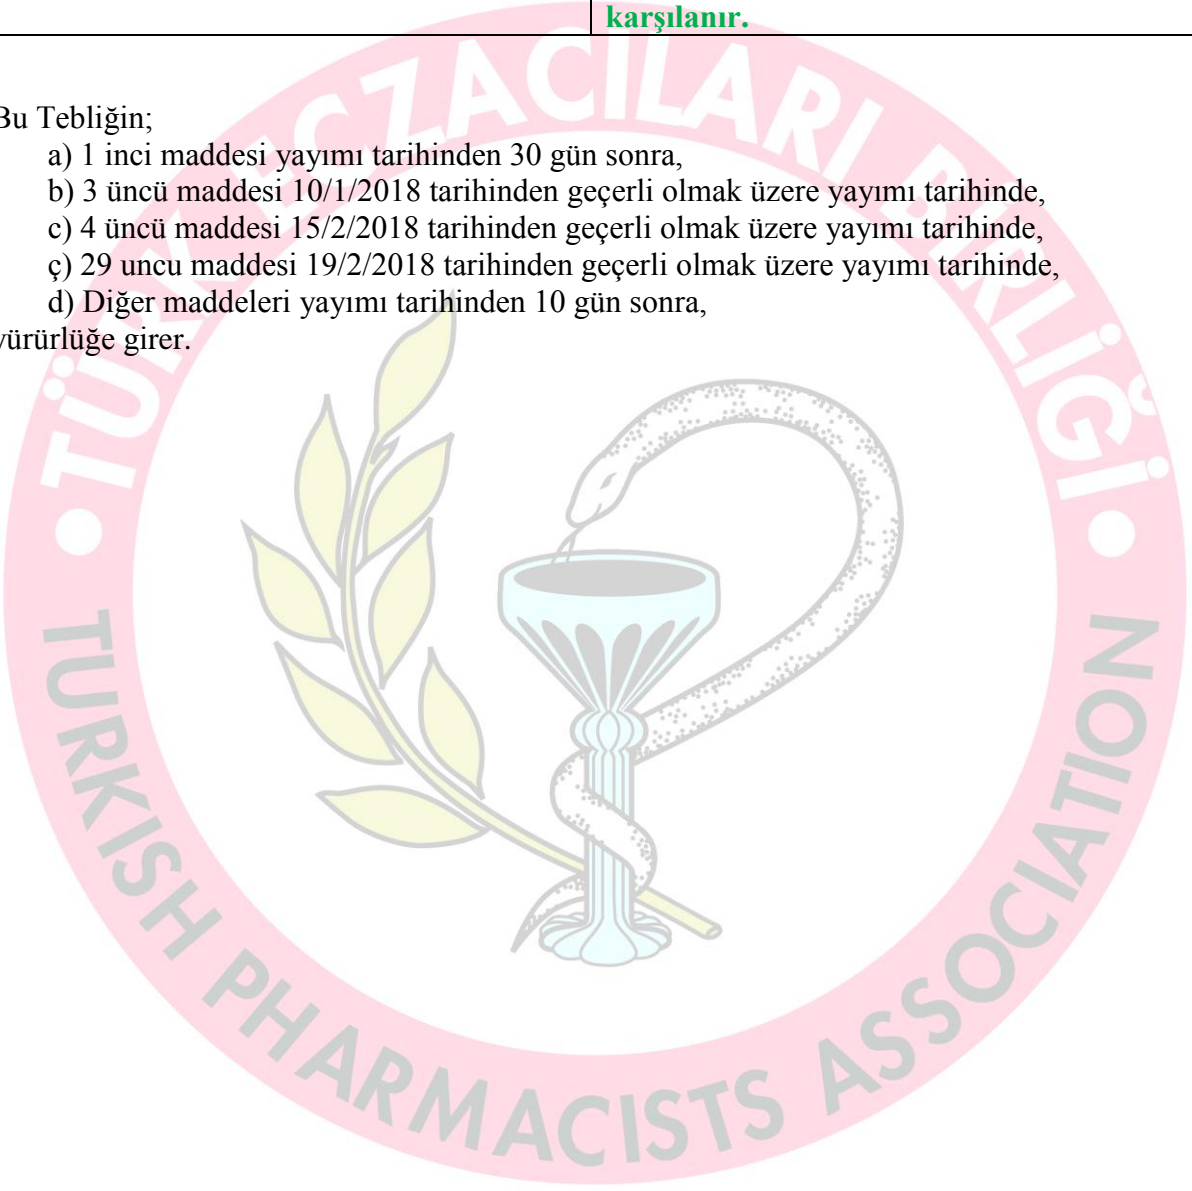 karşılanır.
Bu Tebliğin;
a) 1 inci maddesi yayımı tarihinden 30 gün sonra,
b) 3 üncü maddesi 10/1/2018 tarihinden geçerli olmak üzere yayımı tarihinde,
c) 4 üncü maddesi 15/2/2018 tarihinden geçerli olmak üzere yayımı tarihinde,
ç) 29 uncu maddesi 19/2/2018 tarihinden geçerli olmak üzere yayımı tarihinde,
d) Diğer maddeleri yayımı tarihinden 10 gün sonra,
yürürlüğe girer.
TÜRK ECZACILARI BİRLİĞİ
TURKISH PHARMACISTS ASSOCIATION